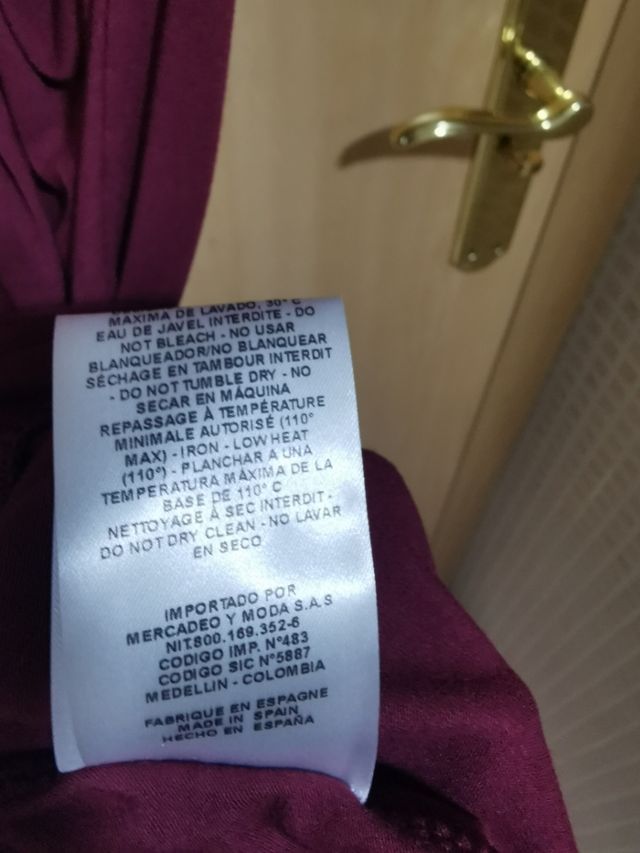 MÁXIMA DE LAVADO. 30° C
EAU DE JAVEL INTERDITE - DO
NOT BLEACH - NO USAR
BLANQUEADOR/NO BLANQUEAR
SÉCHAGE EN TAMBOUR INTERDIT
- DO NOT TUMBLE DRY - NO
SECAR EN MÁQUINA
REPASSAGE À TEMPÉRATURE
MINIMALE AUTORISÉ (110°
MAX) - IRON - LOW HEAT
(110°) - PLANCHAR A UNA
TEMPERATURA MÁXIMA DE LA
BASE DE 110° C
NETTOYAGE À SEC INTERDIT -
DO NOT DRY CLEAN - NO LAVAR
EN SECO
IMPORTADO POR
MERCADEO Y MODA S.A.S
NIT.800.169.352-6
CODIGO IMP. N°483
CODIGO SIC N°5887
MEDELLIN - COLOMBIA
FABRIQUE EN ESPAGNE
MADE IN SPAIN
HECHO EN ESPAÑA